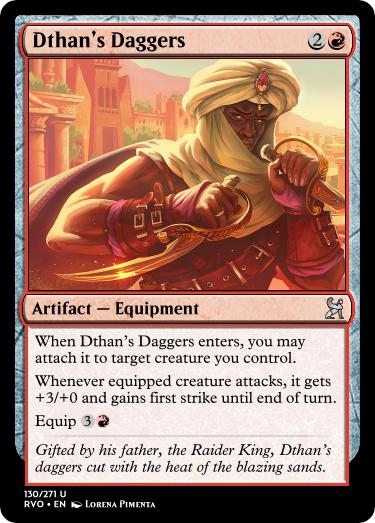 Dthan's Daggers 2
Artifact — Equipment
When Dthan's Daggers enters, you may
attach it to target creature you control.
Whenever equipped creature attacks, it gets
+3/+0 and gains first strike until end of turn.
Equip 3
Gifted by his father, the Raider King, Dthan's
daggers cut with the heat of the blazing sands.
130/271 U
RVO • EN Lorena Pimenta